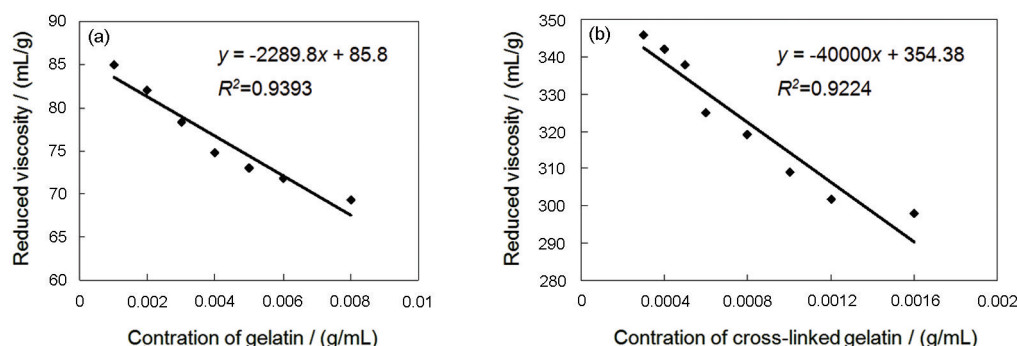 (a)
y = -2289.8x + 85.8
R²=0.9393
Reduced viscosity / (mL/g)
90
85
80
75
70
65
60
0 0.002 0.004 0.006 0.008 0.01
Contration of gelatin / (g/mL)
(b)
y = -40000x + 354.38
R²=0.9224
Reduced viscosity / (mL/g)
350
340
330
320
310
300
290
280
0 0.0004 0.0008 0.0012 0.0016 0.002
Contration of cross-linked gelatin / (g/mL)